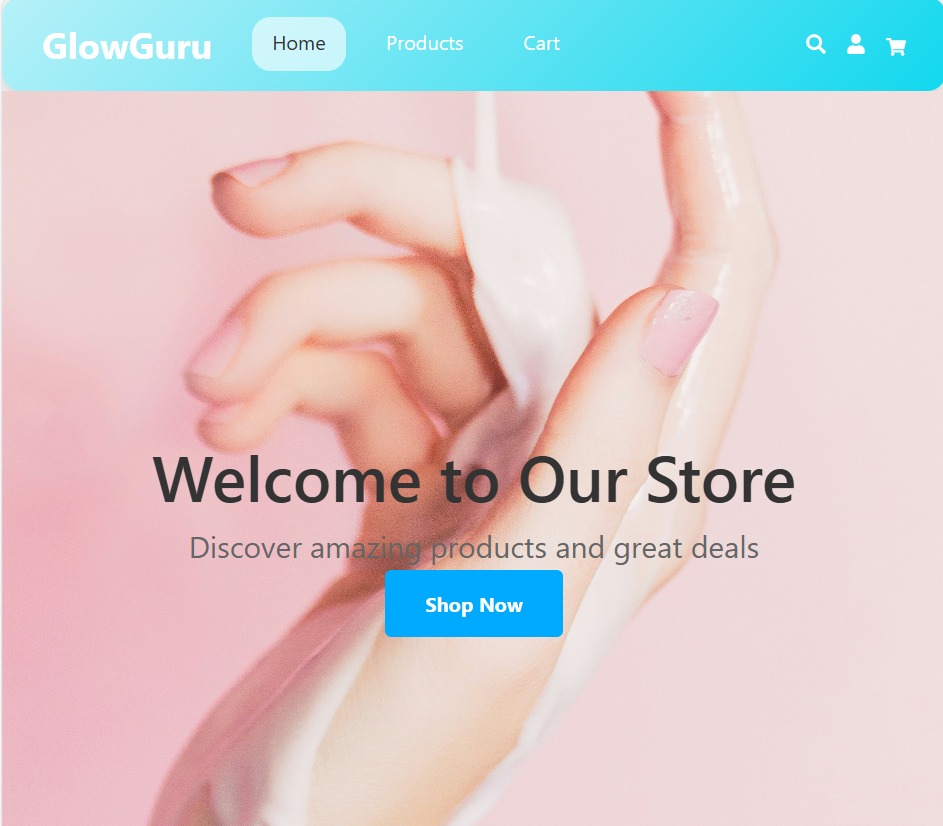 GlowGuru Home Products Cart
Welcome to Our Store
Discover amazing products and great deals
Shop Now